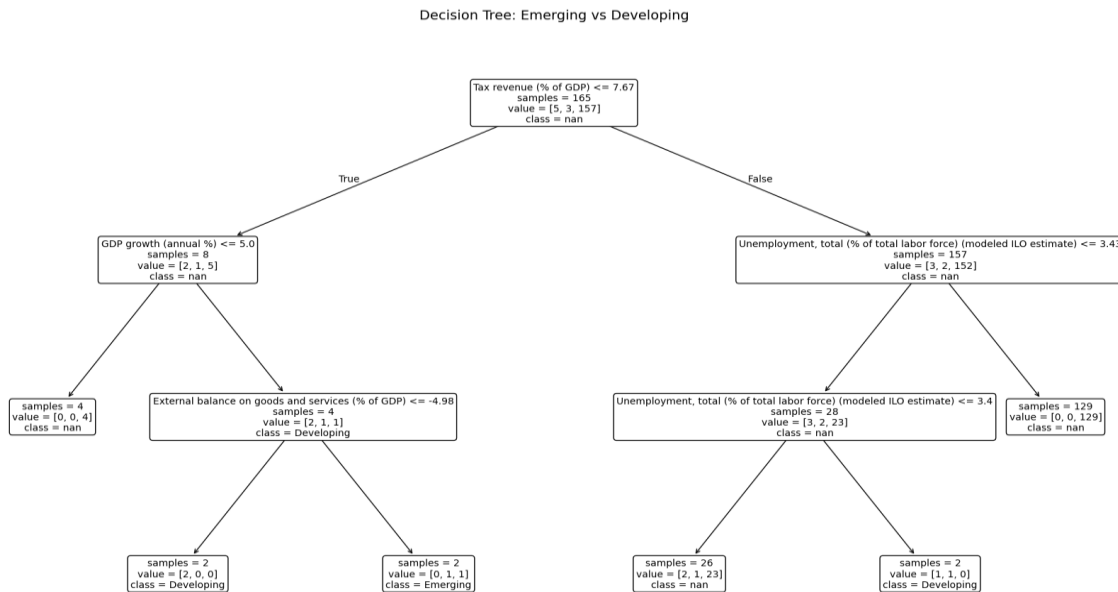 Decision Tree: Emerging vs Developing
Tax revenue (% of GDP) <= 7.67
samples = 165
value = [5, 3, 157]
class = nan
True
False
GDP growth (annual %) <= 5.0
samples = 8
value = [2, 1, 5]
class = nan
Unemployment, total (% of total labor force) (modeled ILO estimate) <= 3.43
samples = 157
value = [3, 2, 152]
class = nan
samples = 4
value = [0, 0, 4]
class = nan
External balance on goods and services (% of GDP) <= -4.98
samples = 4
value = [2, 1, 1]
class = Developing
Unemployment, total (% of total labor force) (modeled ILO estimate) <= 3.4
samples = 28
value = [3, 2, 23]
class = nan
samples = 129
value = [0, 0, 129]
class = nan
samples = 2
value = [2, 0, 0]
class = Developing
samples = 2
value = [0, 1, 1]
class = Emerging
samples = 26
value = [2, 1, 23]
class = nan
samples = 2
value = [1, 1, 0]
class = Developing